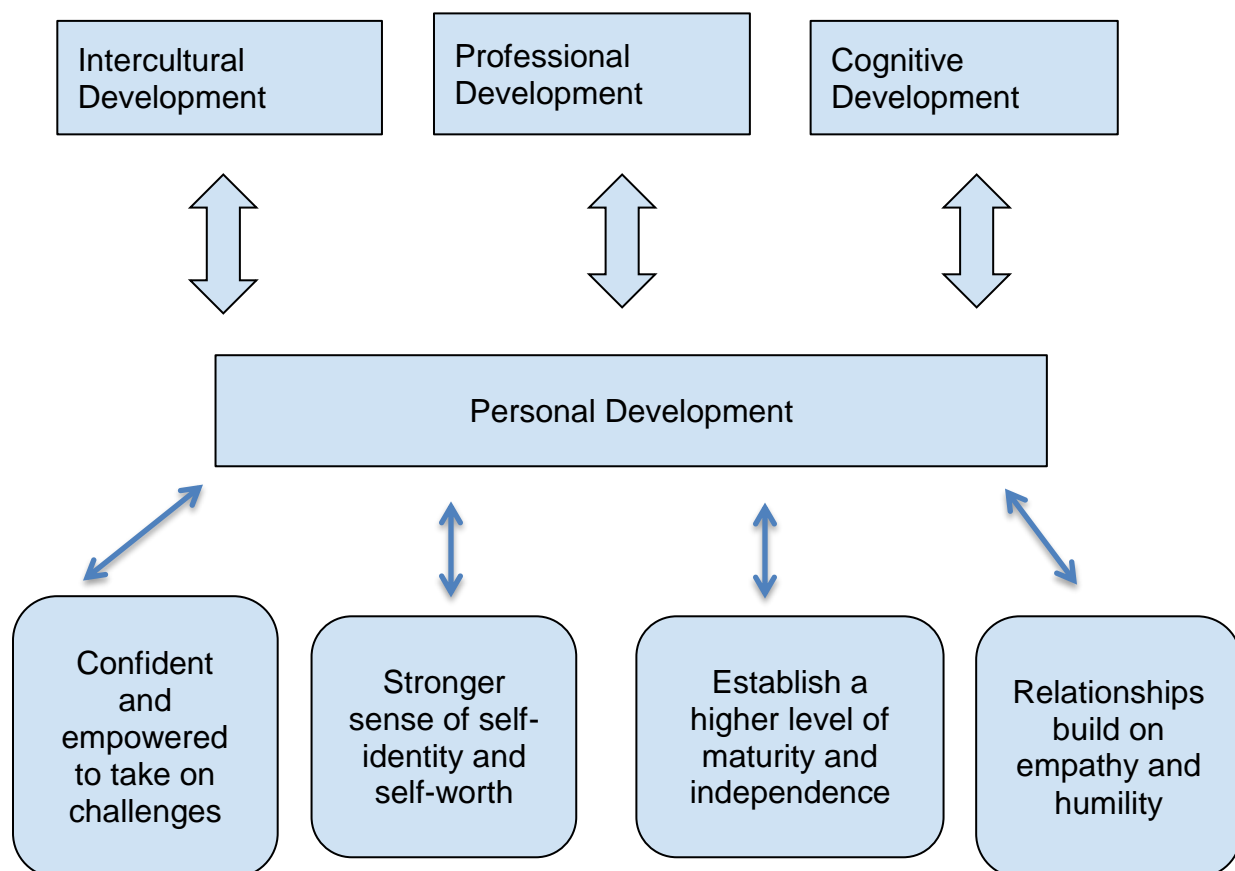 Intercultural
Development
Professional
Development
Cognitive
Development
Personal Development
Confident
and
empowered
to take on
challenges
Stronger
sense of self-
identity and
self-worth
Establish a
higher level of
maturity and
independence
Relationships
build on
empathy and
humility